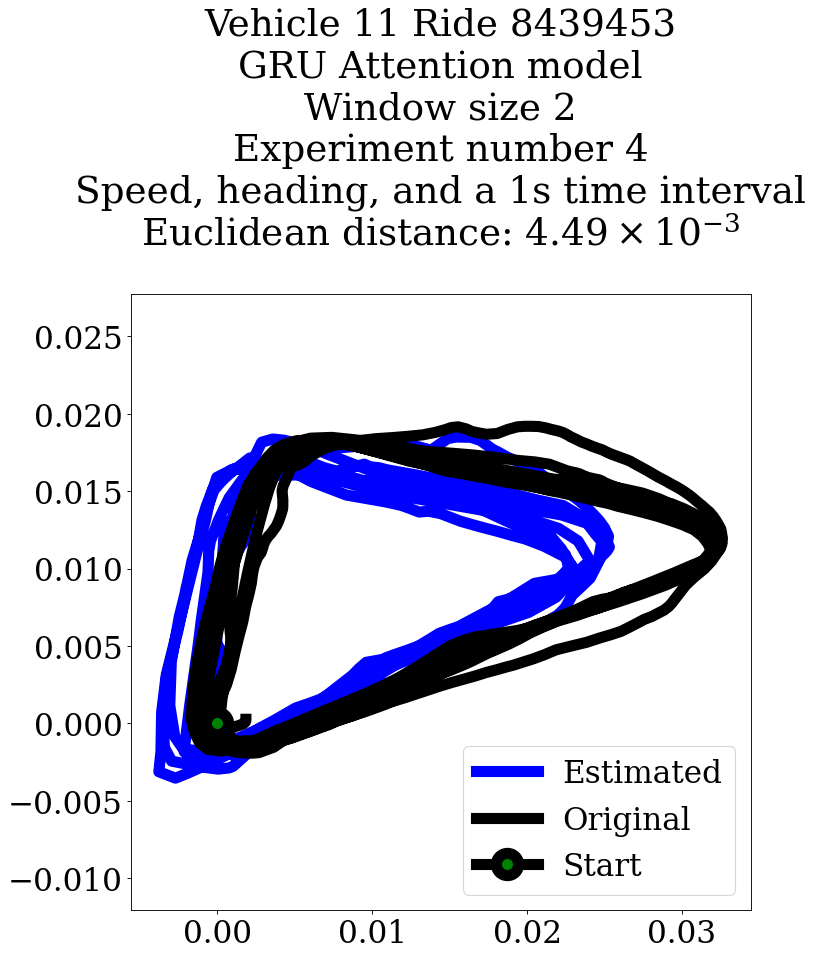 Vehicle 11 Ride 8439453
GRU Attention model
Window size 2
Experiment number 4
Speed, heading, and a 1s time interval
Euclidean distance: 4.49 × 10⁻³
0.025
0.020
0.015
0.010
0.005
0.000
−0.005
−0.010
Estimated
Original
Start
0.00 0.01 0.02 0.03